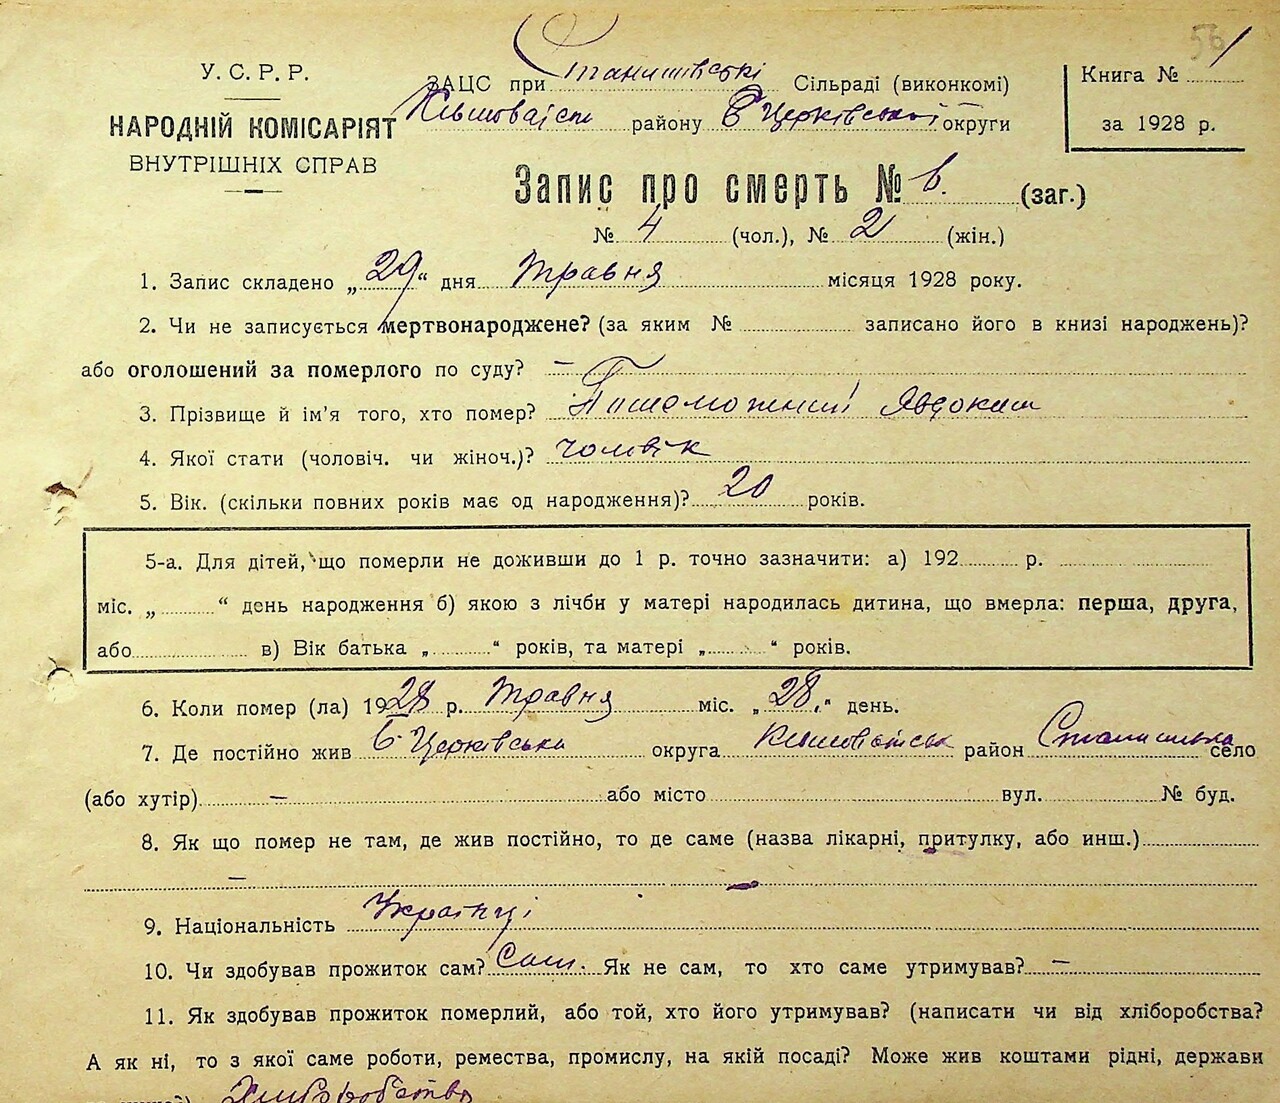 56 1
У. С. Р. Р.
НАРОДНІЙ КОМІСАРІЯТ
ВНУТРІШНІХ СПРАВ
ЗАЦС при Станишівські Сільраді (виконкомі)
району Б Церківської округи
Книга №
за 1928 р.
Запис про смерть № 6. (заг.)
№ 4 (чол.), № 2 (жін.)
1. Запис складено „29“ дня травня місяця 1928 року.
2. Чи не записується мертвонароджене? (за яким № записано його в книзі народжень)?
або оголошений за померлого по суду? —
3. Прізвище й ім'я того, хто помер? Явдоким
4. Якої стати (чоловіч. чи жіноч.)? чоловік
5. Вік. (скільки повних років має од народження)? 20 років.
5-а. Для дітей, що померли не доживши до 1 р. точно зазначити: а) 192 р.
міс. „ “ день народження б) якою з лічби у матері народилась дитина, що вмерла: перша, друга,
або в) Вік батька „ “ років, та матері „ “ років.
6. Коли помер (ла) 1928 р. травня міс. „28.“ день.
7. Де постійно жив Б-Церківська округа район село
(або хутір) — або місто вул. № буд.
8. Як що помер не там, де жив постійно, то де саме (назва лікарні, притулку, або инш.)
—
9. Національність Українці
10. Чи здобував прожиток сам? Сам. Як не сам, то хто саме утримував? —
11. Як здобував прожиток померлий, або той, хто його утримував? (написати чи від хліборобства?
А як ні, то з якої саме роботи, ремества, промислу, на якій посаді? Може жив коштами рідні, держави
Хліборобство